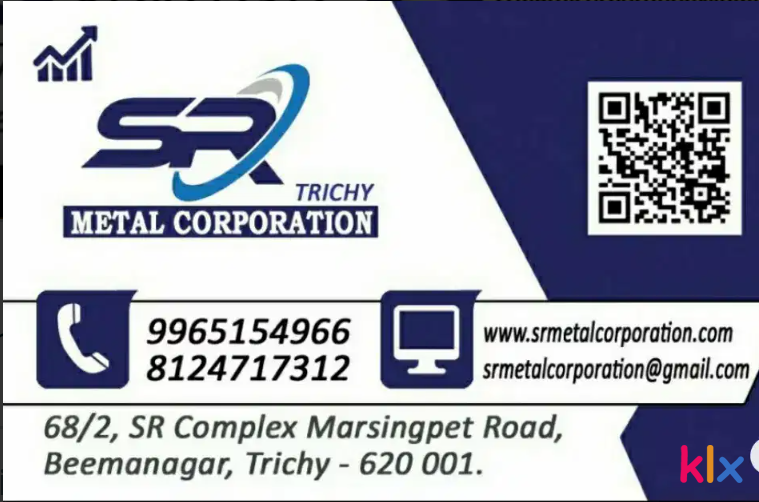 SR
TRICHY
METAL CORPORATION
9965154966
8124717312
www.srmetalcorporation.com
srmetalcorporation@gmail.com
68/2, SR Complex Marsingpet Road,
Beemanagar, Trichy - 620 001.
klx